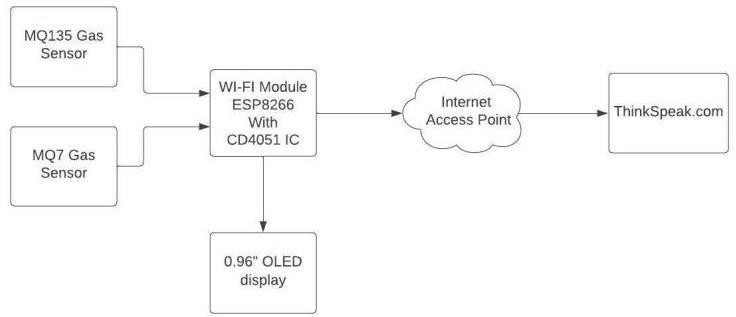 MQ135 Gas
Sensor
MQ7 Gas
Sensor
WI-FI Module
ESP8266
With
CD4051 IC
0.96" OLED
display
Internet
Access Point
ThinkSpeak.com